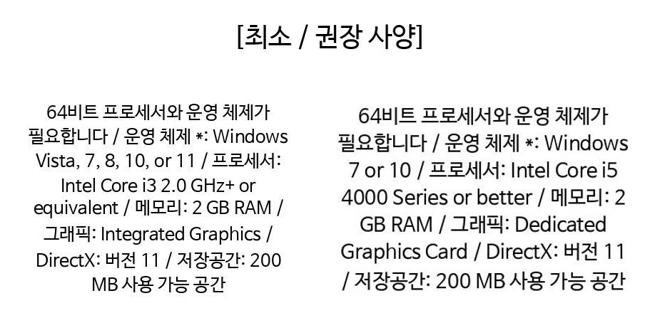 [최소 / 권장 사양]
64비트 프로세서와 운영 체제가
필요합니다 / 운영 체제 *: Windows
Vista, 7, 8, 10, or 11 / 프로세서:
Intel Core i3 2.0 GHz+ or
equivalent / 메모리: 2 GB RAM /
그래픽: Integrated Graphics /
DirectX: 버전 11 / 저장공간: 200
MB 사용 가능 공간
64비트 프로세서와 운영 체제가
필요합니다 / 운영 체제 *: Windows
7 or 10 / 프로세서: Intel Core i5
4000 Series or better / 메모리: 2
GB RAM / 그래픽: Dedicated
Graphics Card / DirectX: 버전 11
/ 저장공간: 200 MB 사용 가능 공간